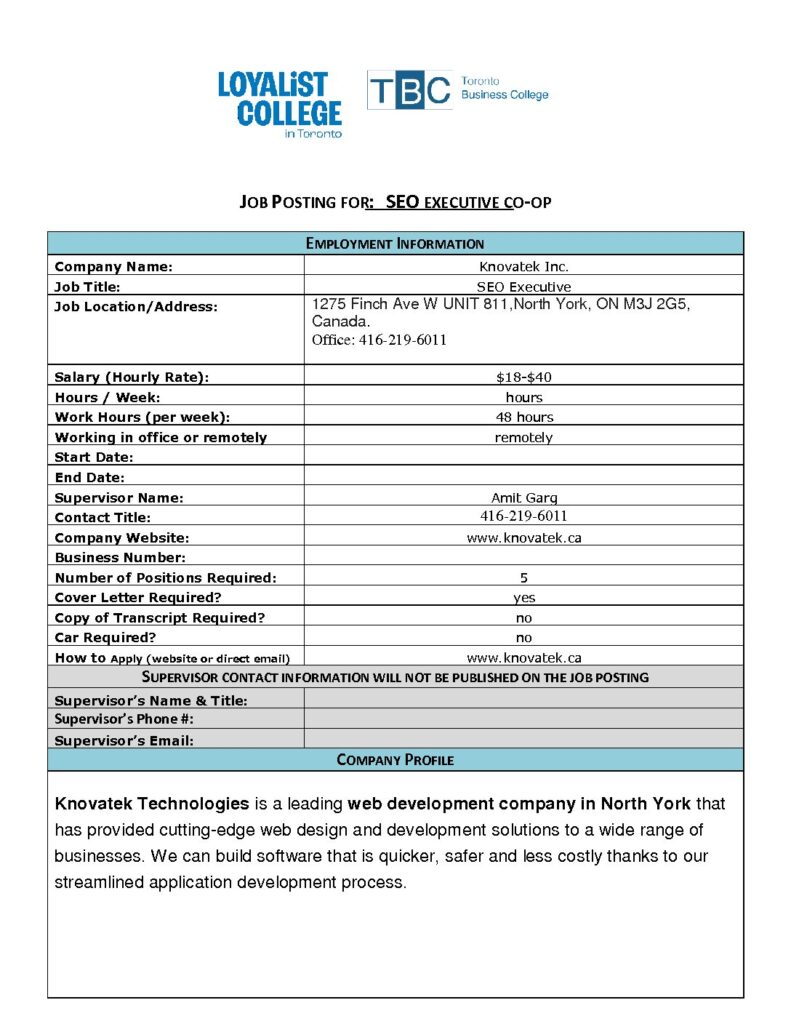 LOYALiST
COLLEGE
in Toronto
TBC
Toronto
Business College
JOB POSTING FOR:   SEO EXECUTIVE CO-OP
EMPLOYMENT INFORMATION
Company Name: Knovatek Inc.
Job Title: SEO Executive
Job Location/Address: 1275 Finch Ave W UNIT 811,North York, ON M3J 2G5,
Canada.
Office: 416-219-6011
Salary (Hourly Rate): $18-$40
Hours / Week: hours
Work Hours (per week): 48 hours
Working in office or remotely remotely
Start Date:
End Date:
Supervisor Name: Amit Garg
Contact Title: 416-219-6011
Company Website: www.knovatek.ca
Business Number:
Number of Positions Required: 5
Cover Letter Required? yes
Copy of Transcript Required? no
Car Required? no
How to Apply (website or direct email) www.knovatek.ca
SUPERVISOR CONTACT INFORMATION WILL NOT BE PUBLISHED ON THE JOB POSTING
Supervisor's Name & Title:
Supervisor's Phone #:
Supervisor's Email:
COMPANY PROFILE
Knovatek Technologies is a leading web development company in North York that
has provided cutting-edge web design and development solutions to a wide range of
businesses. We can build software that is quicker, safer and less costly thanks to our
streamlined application development process.